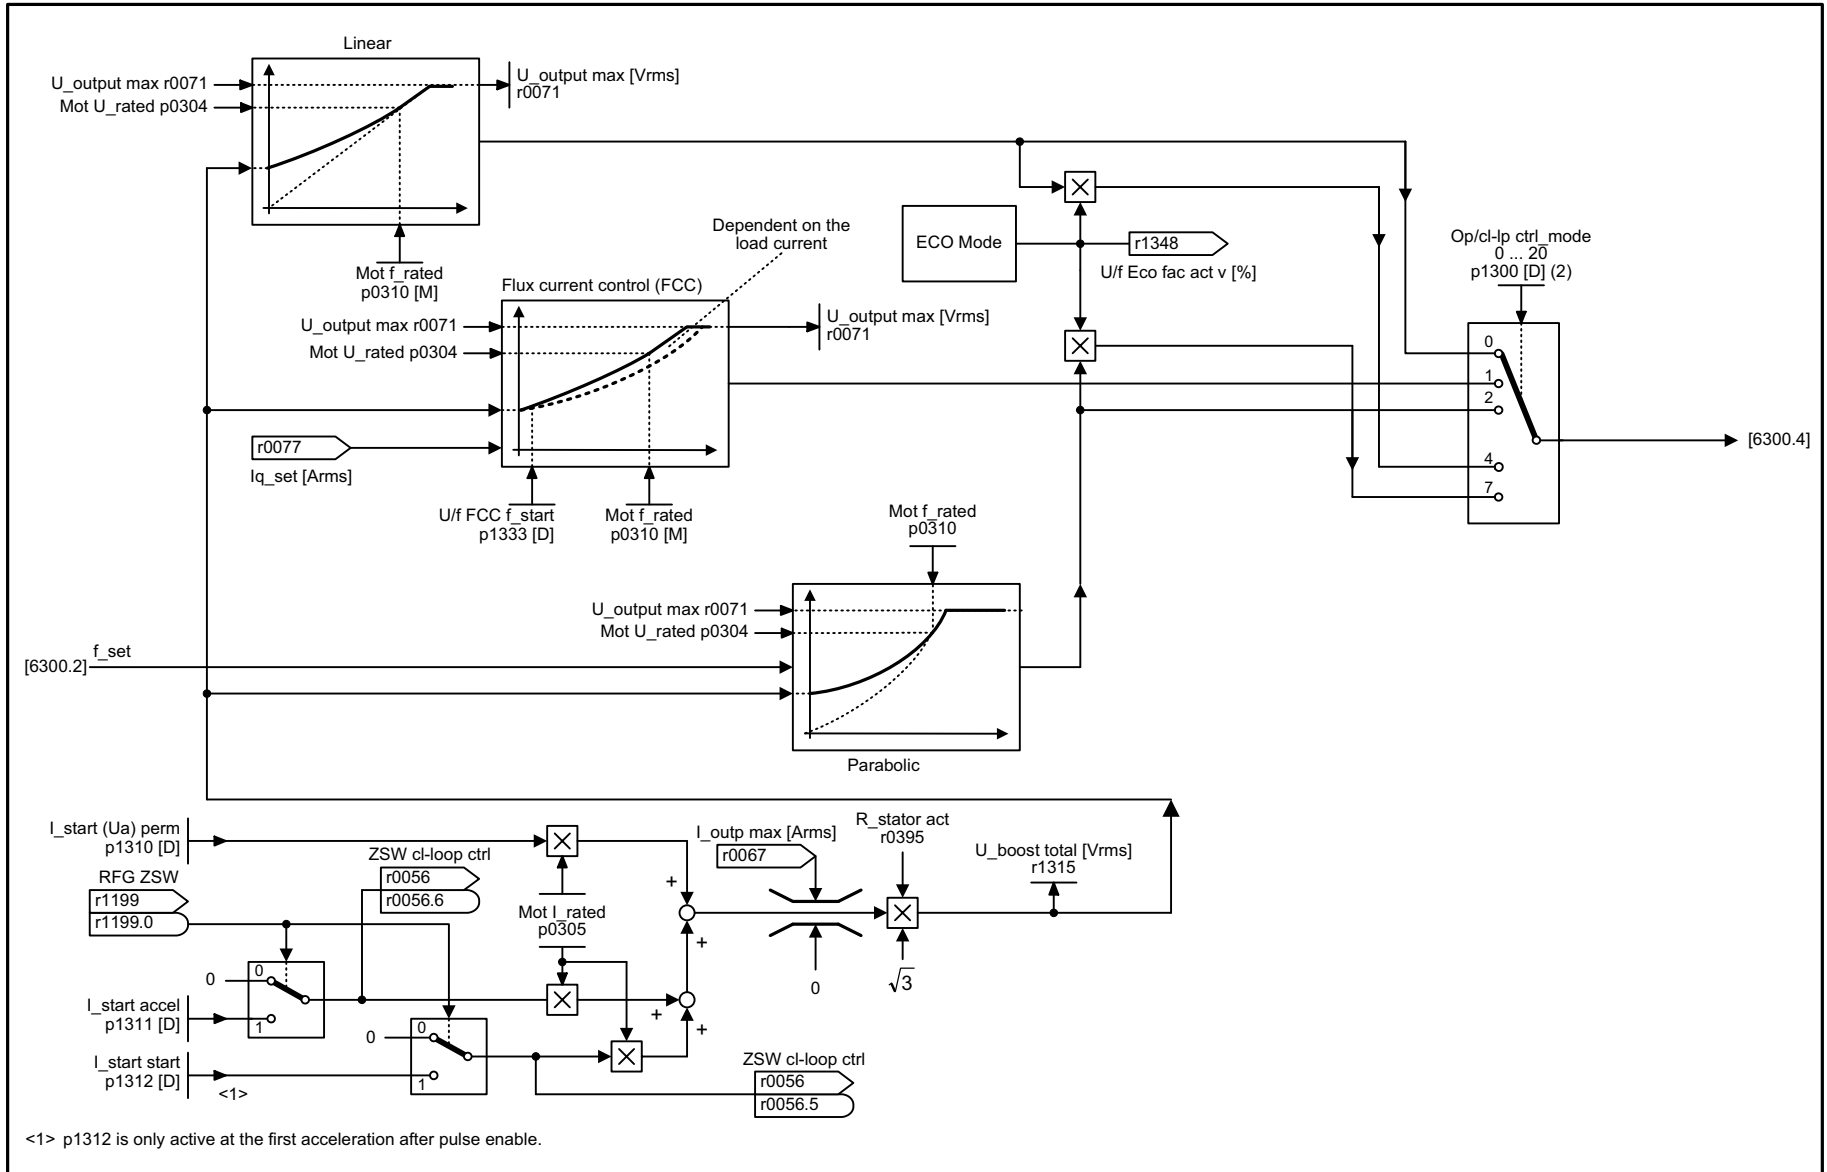 Linear
U_output max r0071
Mot U_rated p0304
U_output max [Vrms]
r0071
Mot f_rated
p0310 [M]
Dependent on the
load current
Flux current control (FCC)
U_output max r0071
Mot U_rated p0304
U_output max [Vrms]
r0071
r0077
Iq_set [Arms]
U/f FCC f_start
p1333 [D]
Mot f_rated
p0310 [M]
ECO Mode
r1348
U/f Eco fac act v [%]
Op/cl-lp ctrl_mode
0 ... 20
p1300 [D] (2)
0
1
2
4
7
[6300.4]
Mot f_rated
p0310
U_output max r0071
Mot U_rated p0304
[6300.2]
f_set
Parabolic
I_start (Ua) perm
p1310 [D]
RFG ZSW
r1199
r1199.0
ZSW cl-loop ctrl
r0056
r0056.6
Mot I_rated
p0305
+
+
+
+
I_outp max [Arms]
r0067
0
R_stator act
r0395
√3
U_boost total [Vrms]
r1315
0
0
1
I_start accel
p1311 [D]
0
0
1
I_start start
p1312 [D]
<1>
ZSW cl-loop ctrl
r0056
r0056.5
<1> p1312 is only active at the first acceleration after pulse enable.